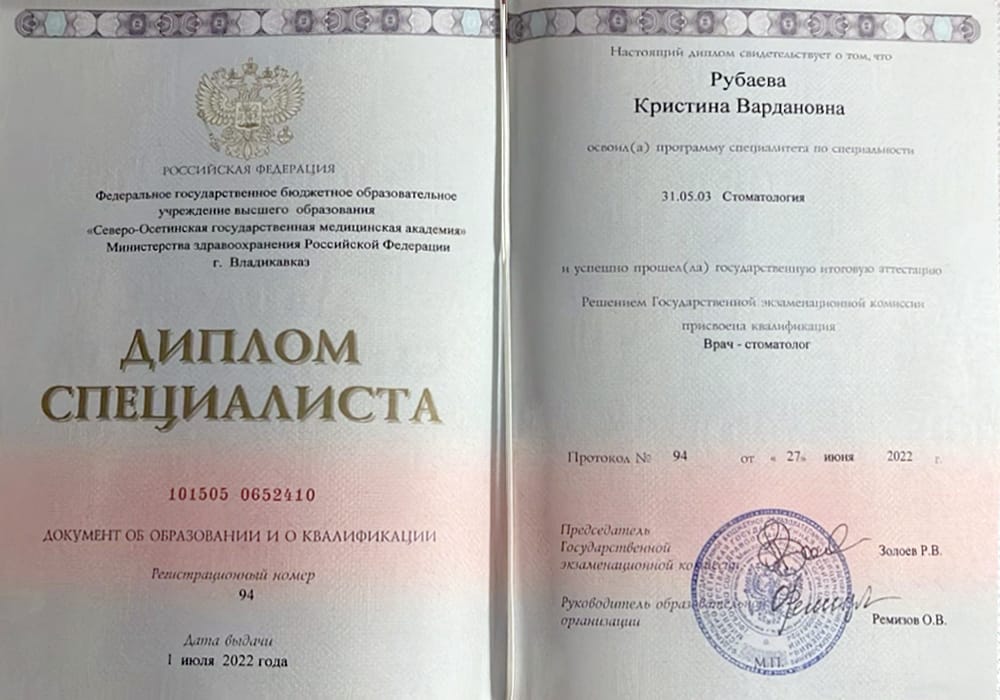 РОССИЙСКАЯ ФЕДЕРАЦИЯ
Федеральное государственное бюджетное образовательное
учреждение высшего образования
«Северо-Осетинская государственная медицинская академия»
Министерства здравоохранения Российской Федерации
г. Владикавказ
ДИПЛОМ
СПЕЦИАЛИСТА
101505 0652410
ДОКУМЕНТ ОБ ОБРАЗОВАНИИ И О КВАЛИФИКАЦИИ
Регистрационный номер
94
Дата выдачи
1 июля 2022 года
Настоящий диплом свидетельствует о том, что
Рубаева
Кристина Вардановна
освоил(а) программу специалитета по специальности
31.05.03 Стоматология
и успешно прошел(ла) государственную итоговую аттестацию
Решением Государственной экзаменационной комиссии
присвоена квалификация
Врач - стоматолог
Протокол № 94 от « 27» июня 2022 г.
Председатель
Государственной
экзаменационной комиссии
Золоев Р.В.
Руководитель образовательной
организации
Ремизов О.В.
М.П.